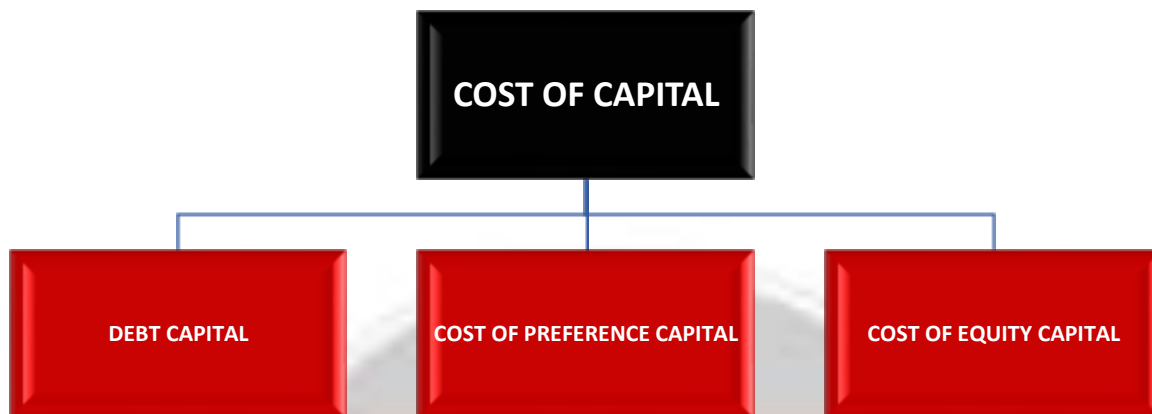 COST OF CAPITAL
DEBT CAPITAL
COST OF PREFERENCE CAPITAL
COST OF EQUITY CAPITAL